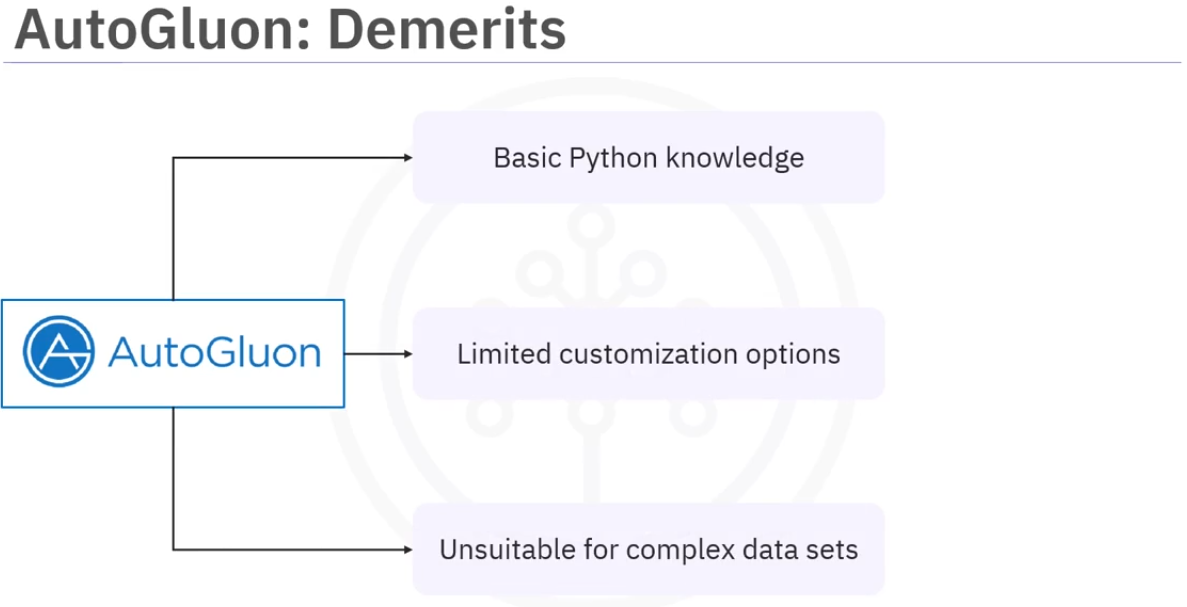 AutoGluon: Demerits
Basic Python knowledge
AutoGluon
Limited customization options
Unsuitable for complex data sets